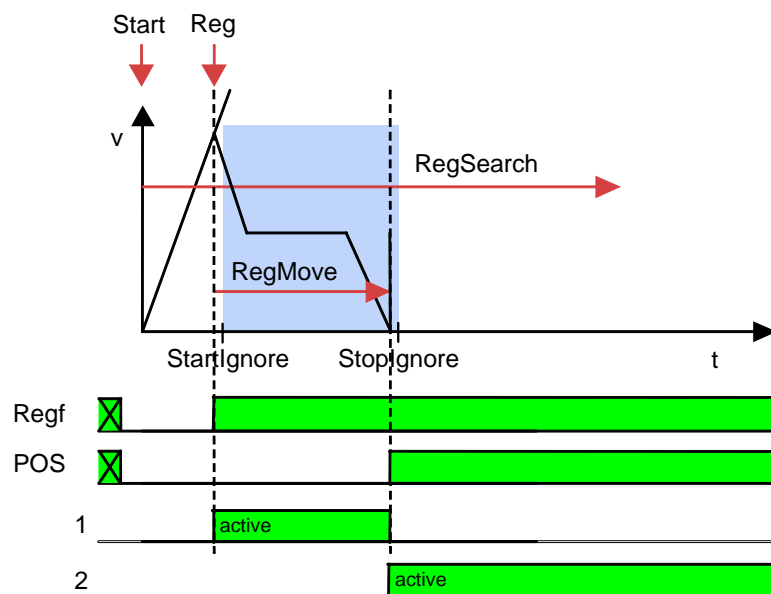 Start Reg
v
RegSearch
RegMove
StartIgnore StopIgnore t
Regf
POS
1 active
2 active